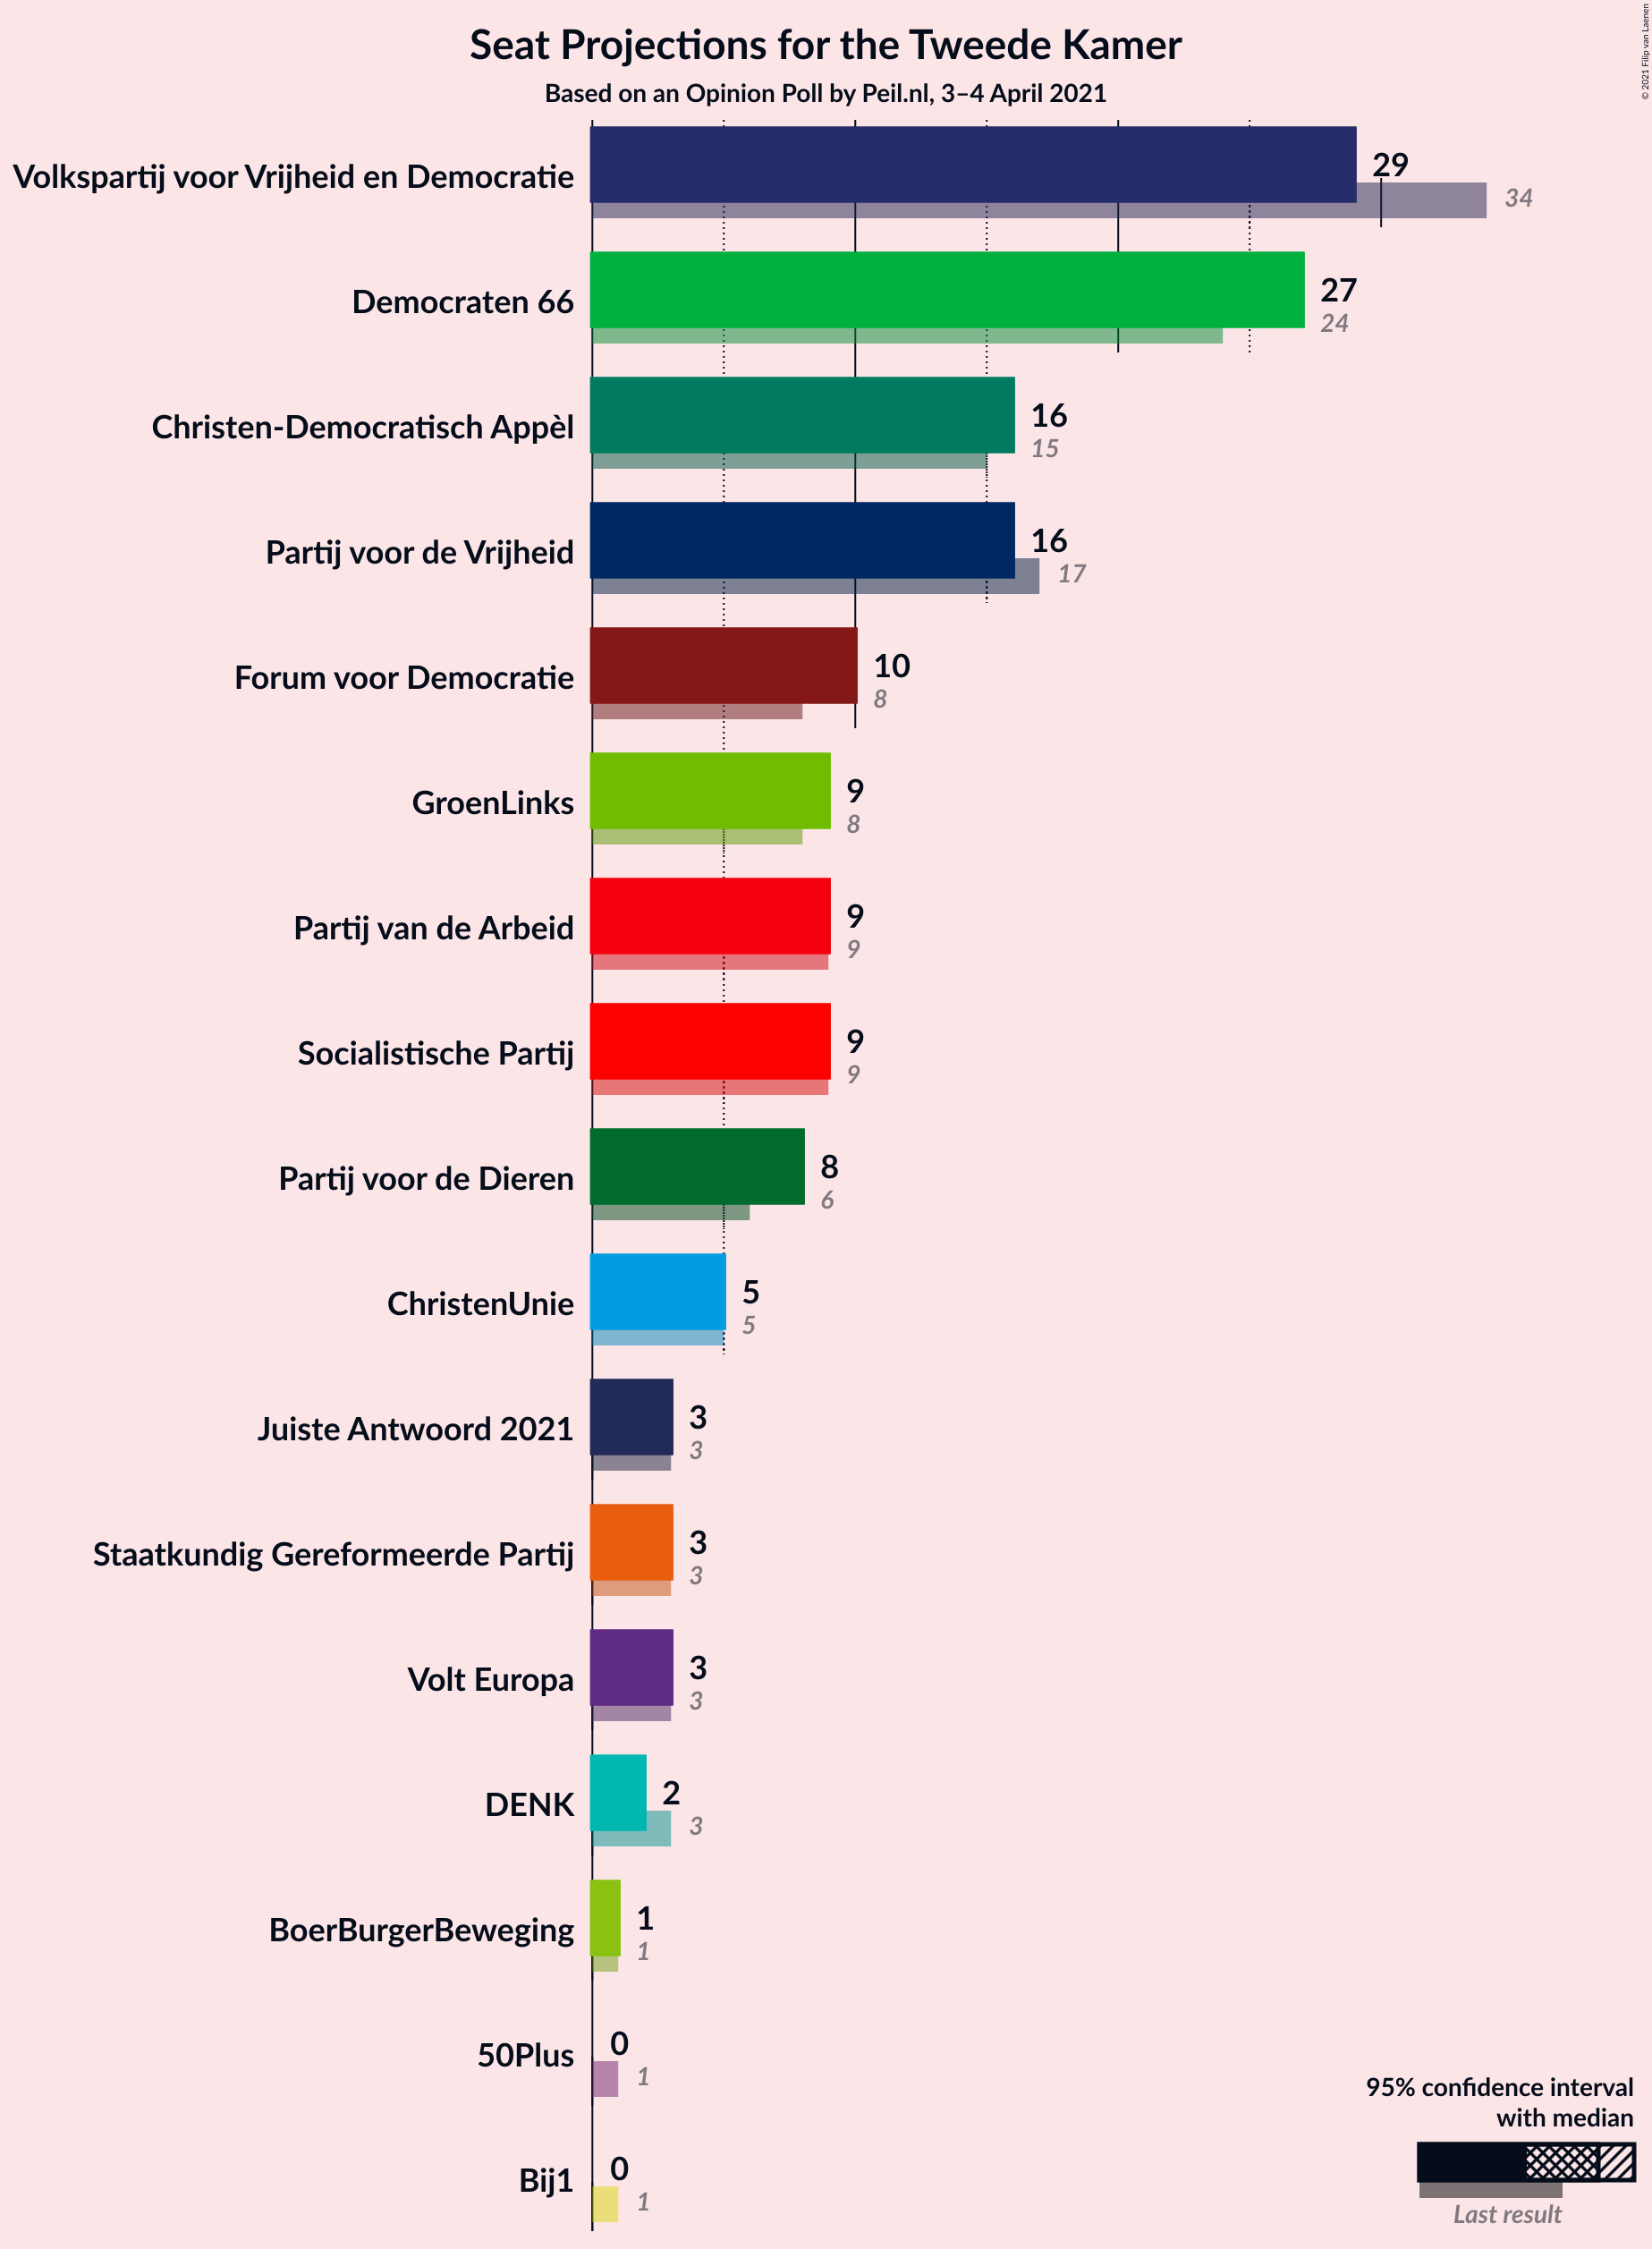 Seat Projections for the Tweede Kamer
Based on an Opinion Poll by Peil.nl, 3–4 April 2021
© 2021 Filip van Laenen
Volkspartij voor Vrijheid en Democratie
29
34
Democraten 66
27
24
Christen-Democratisch Appèl
16
15
Partij voor de Vrijheid
16
17
Forum voor Democratie
10
8
GroenLinks
9
8
Partij van de Arbeid
9
9
Socialistische Partij
9
9
Partij voor de Dieren
8
6
ChristenUnie
5
5
Juiste Antwoord 2021
3
3
Staatkundig Gereformeerde Partij
3
3
Volt Europa
3
3
DENK
2
3
BoerBurgerBeweging
1
1
50Plus
0
1
Bij1
0
1
95% confidence interval
with median
Last result